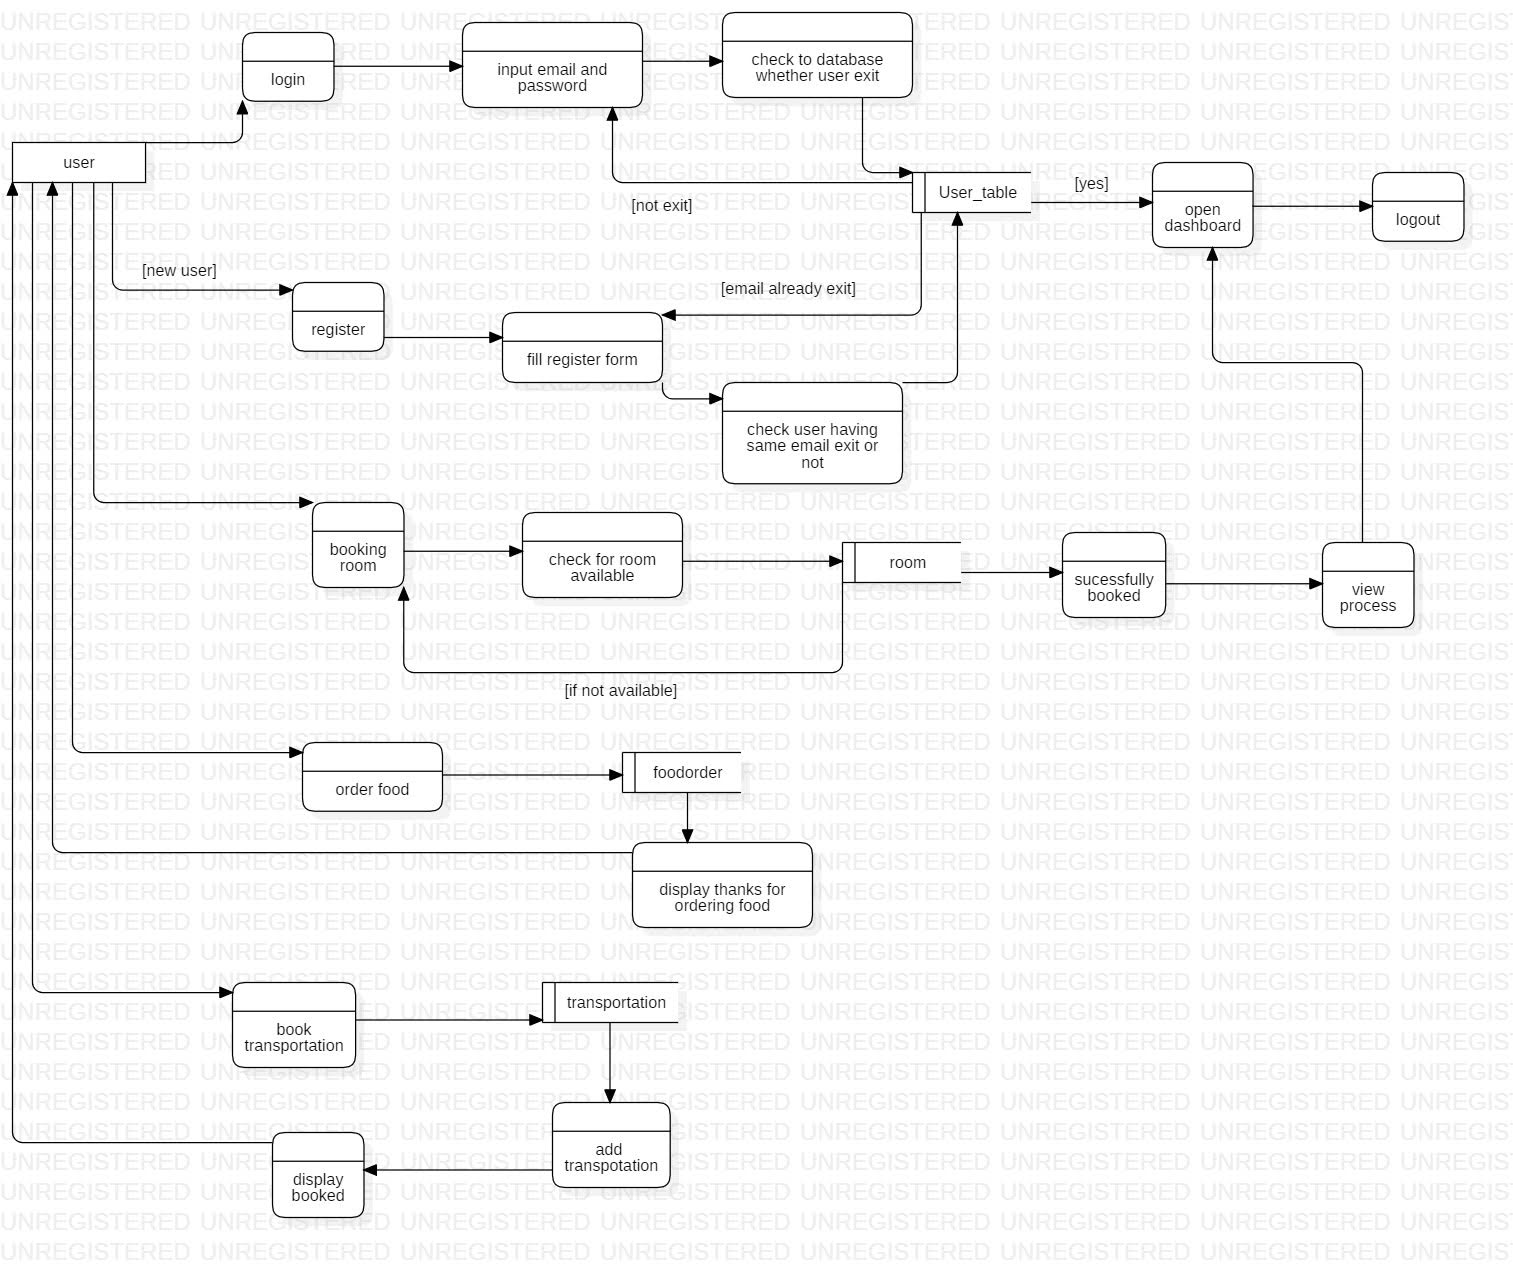 login
input email and
password
check to database
whether user exit
user
[not exit]
User_table
[yes]
open
dashboard
logout
[new user]
register
[email already exit]
fill register form
check user having
same email exit or
not
booking
room
check for room
available
room
sucessfully
booked
view
process
[if not available]
order food
foodorder
display thanks for
ordering food
book
transportation
transportation
add
transpotation
display
booked
UNREGISTERED